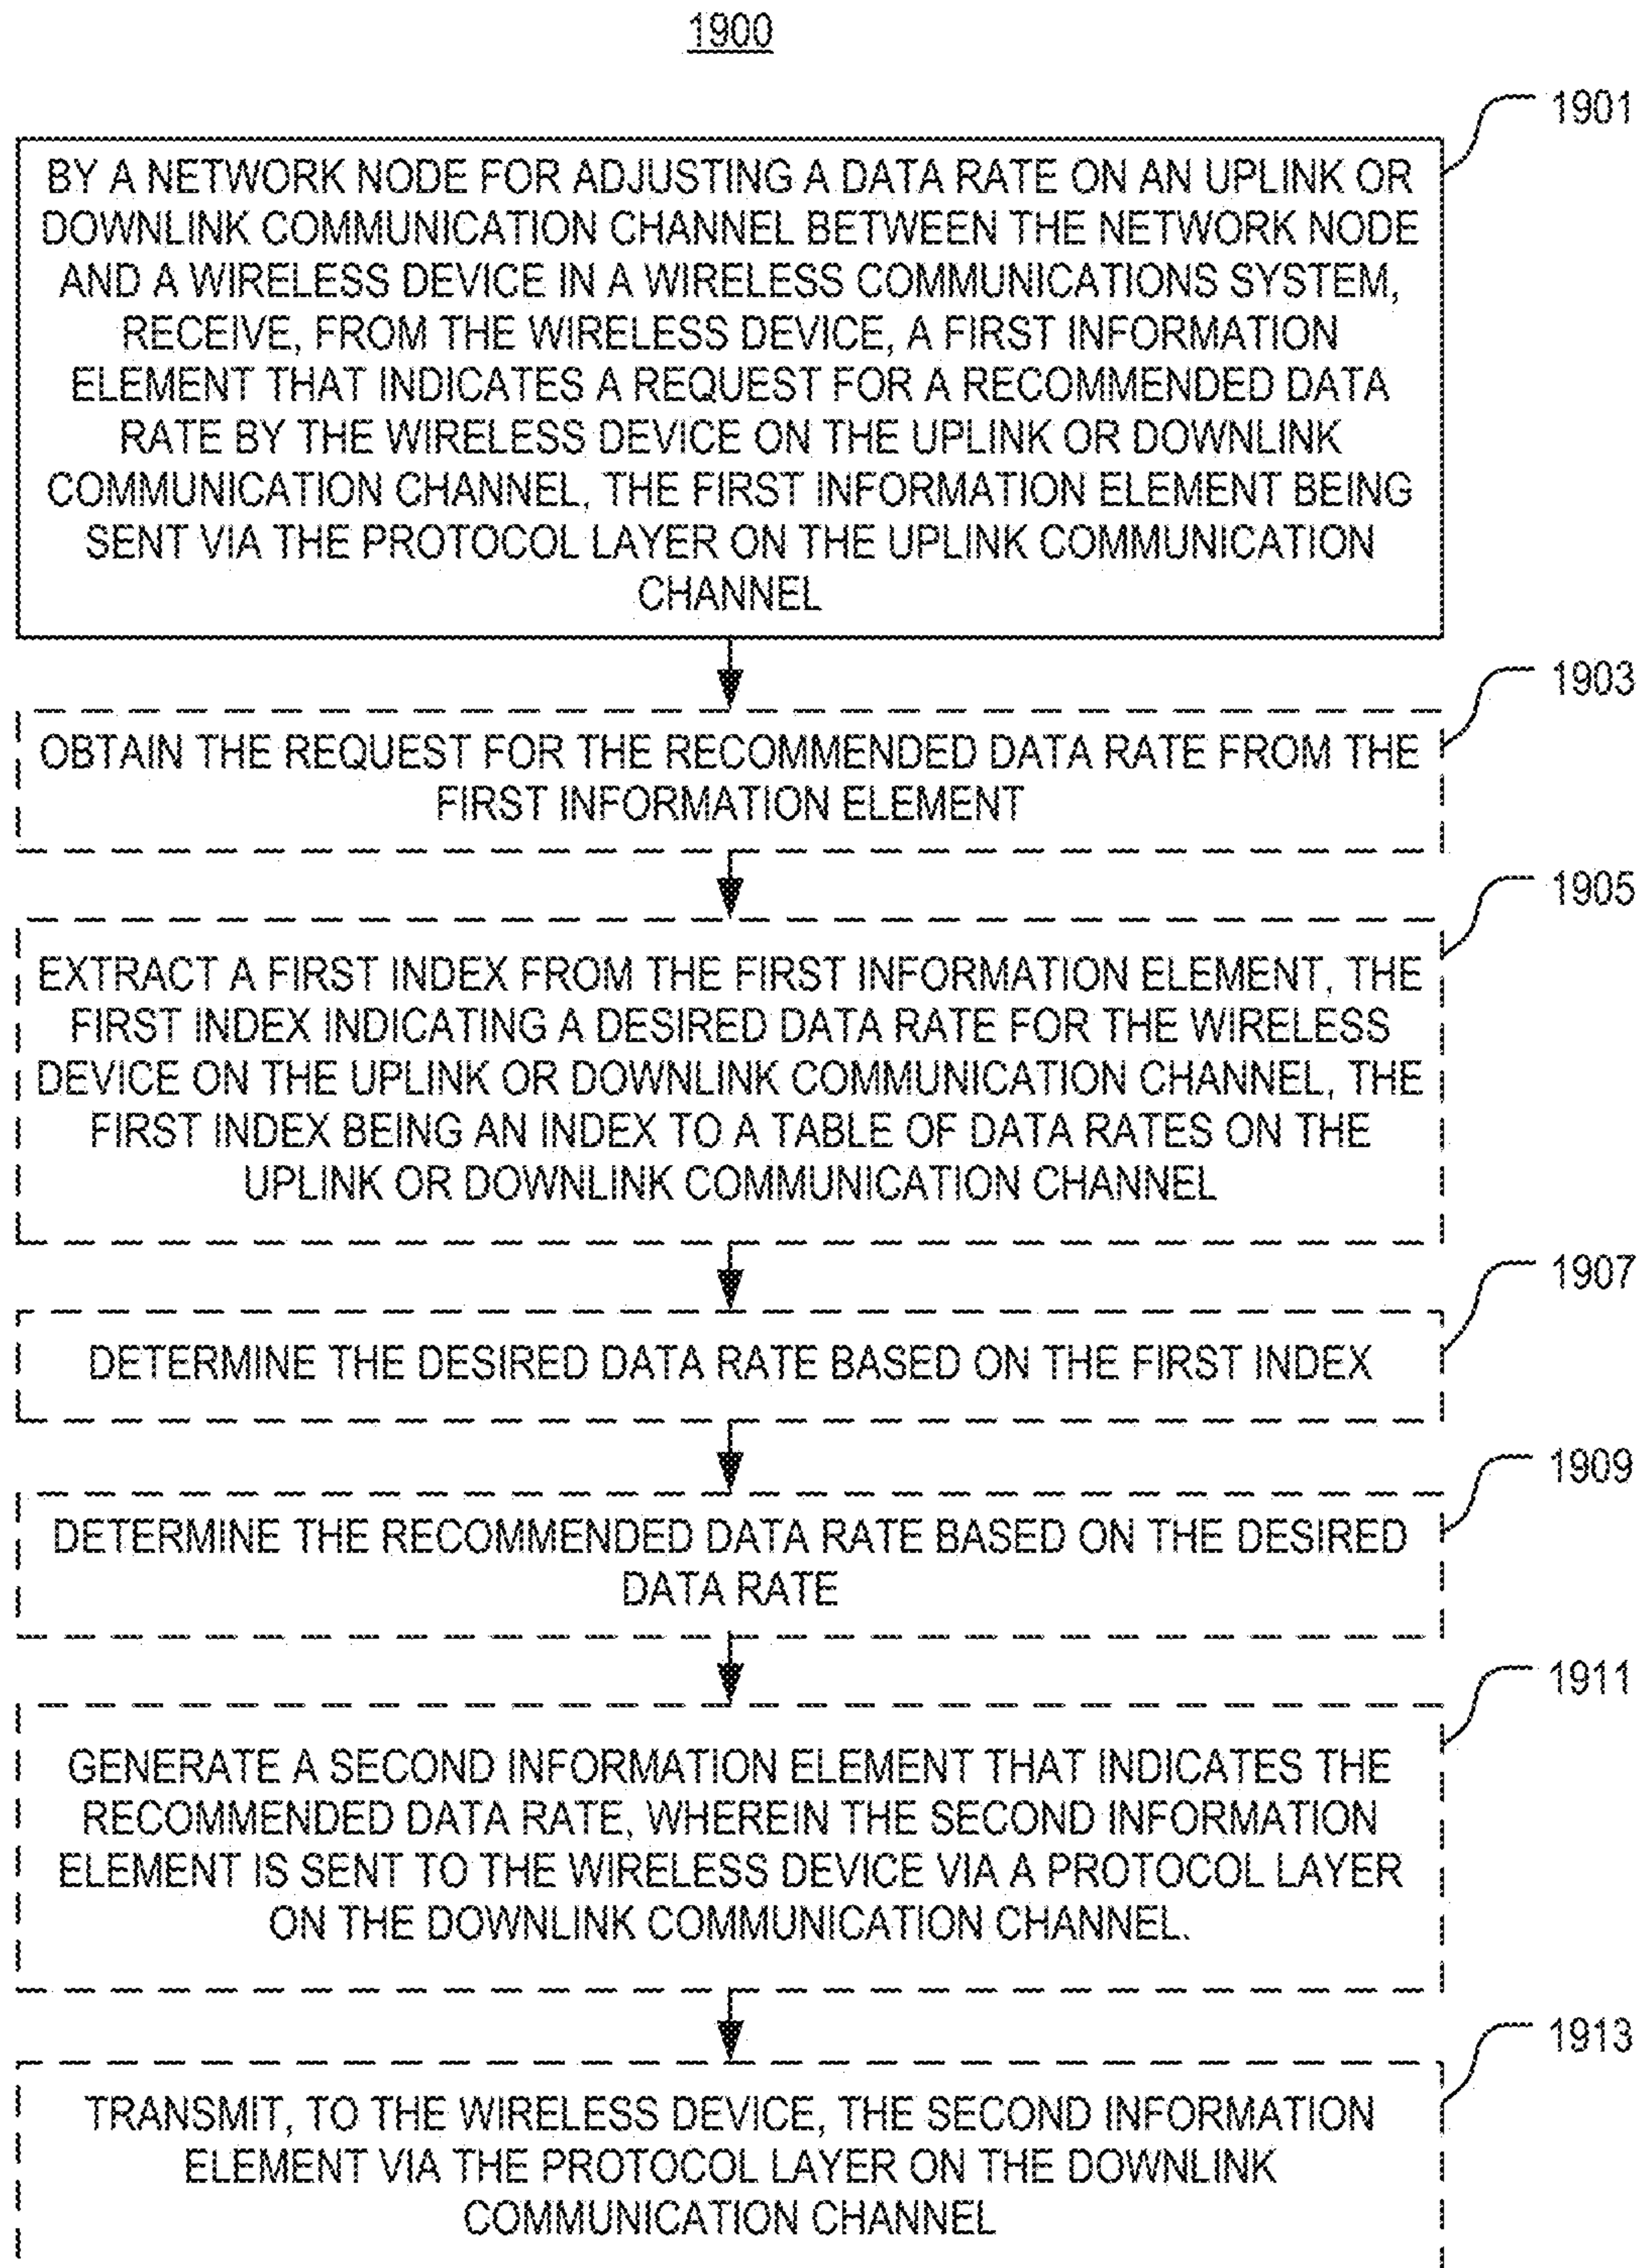 1900
1901
BY A NETWORK NODE FOR ADJUSTING A DATA RATE ON AN UPLINK OR
DOWNLINK COMMUNICATION CHANNEL BETWEEN THE NETWORK NODE
AND A WIRELESS DEVICE IN A WIRELESS COMMUNICATIONS SYSTEM,
RECEIVE, FROM THE WIRELESS DEVICE, A FIRST INFORMATION
ELEMENT THAT INDICATES A REQUEST FOR A RECOMMENDED DATA
RATE BY THE WIRELESS DEVICE ON THE UPLINK OR DOWNLINK
COMMUNICATION CHANNEL, THE FIRST INFORMATION ELEMENT BEING
SENT VIA THE PROTOCOL LAYER ON THE UPLINK COMMUNICATION
CHANNEL
1903
OBTAIN THE REQUEST FOR THE RECOMMENDED DATA RATE FROM THE
FIRST INFORMATION ELEMENT
1905
EXTRACT A FIRST INDEX FROM THE FIRST INFORMATION ELEMENT, THE
FIRST INDEX INDICATING A DESIRED DATA RATE FOR THE WIRELESS
DEVICE ON THE UPLINK OR DOWNLINK COMMUNICATION CHANNEL, THE
FIRST INDEX BEING AN INDEX TO A TABLE OF DATA RATES ON THE
UPLINK OR DOWNLINK COMMUNICATION CHANNEL
1907
DETERMINE THE DESIRED DATA RATE BASED ON THE FIRST INDEX
1909
DETERMINE THE RECOMMENDED DATA RATE BASED ON THE DESIRED
DATA RATE
1911
GENERATE A SECOND INFORMATION ELEMENT THAT INDICATES THE
RECOMMENDED DATA RATE, WHEREIN THE SECOND INFORMATION
ELEMENT IS SENT TO THE WIRELESS DEVICE VIA A PROTOCOL LAYER
ON THE DOWNLINK COMMUNICATION CHANNEL.
1913
TRANSMIT, TO THE WIRELESS DEVICE, THE SECOND INFORMATION
ELEMENT VIA THE PROTOCOL LAYER ON THE DOWNLINK
COMMUNICATION CHANNEL